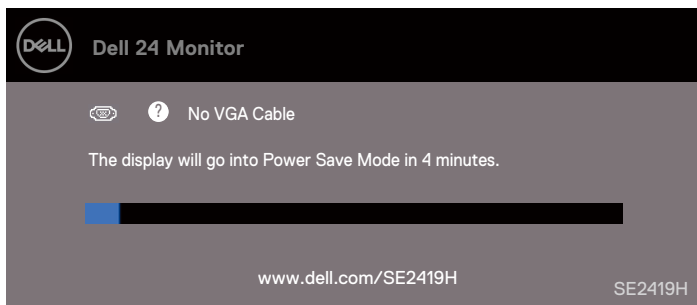 DELL
Dell 24 Monitor
? No VGA Cable
The display will go into Power Save Mode in 4 minutes.
www.dell.com/SE2419H
SE2419H